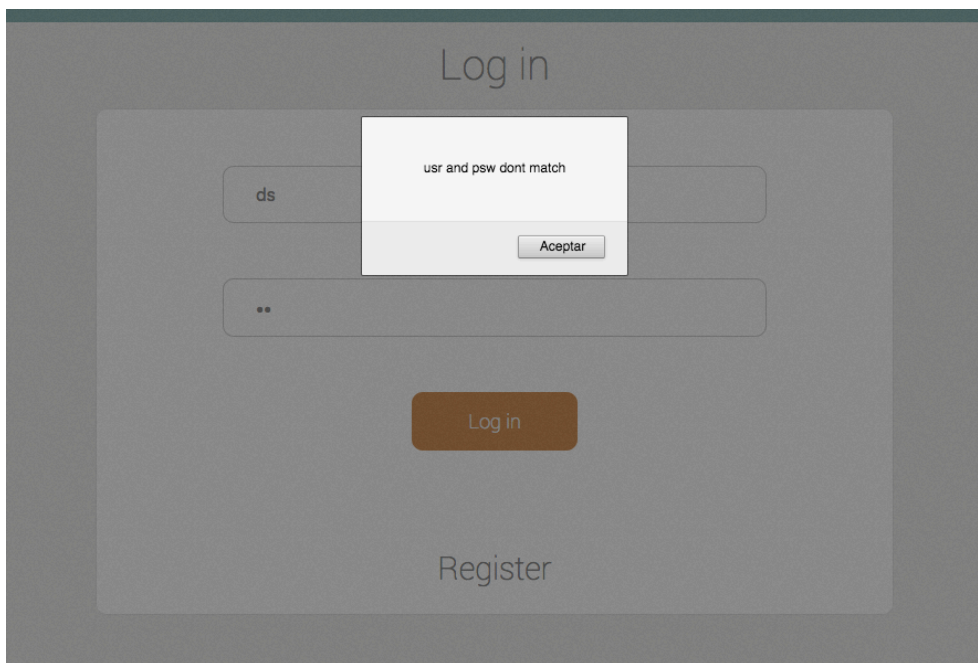 Log in
usr and psw dont match
ds
Aceptar
••
Log in
Register